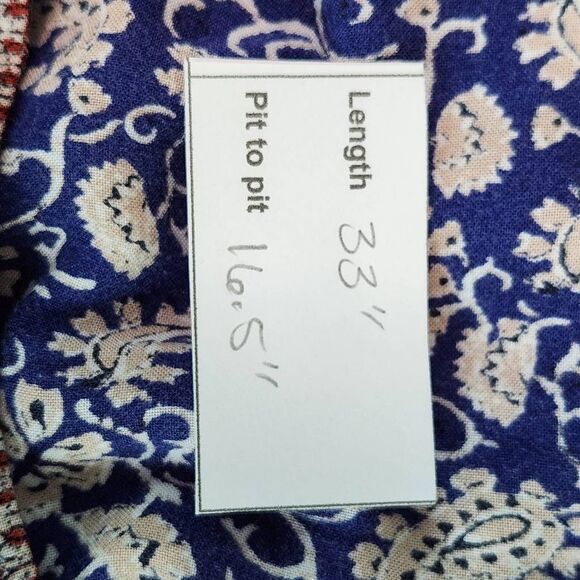 Length 33"
Pit to pit 16.5"